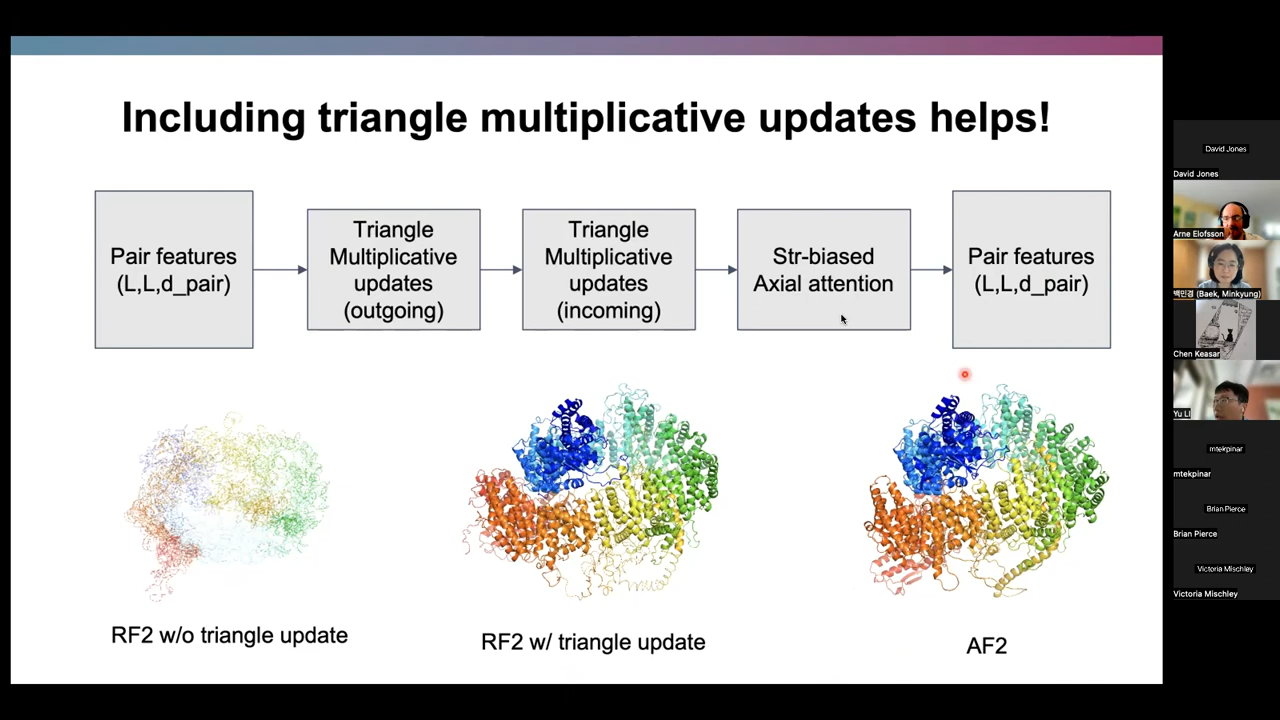 Including triangle multiplicative updates helps!
Pair features
(L,L,d_pair)
Triangle
Multiplicative
updates
(outgoing)
Triangle
Multiplicative
updates
(incoming)
Str-biased
Axial attention
Pair features
(L,L,d_pair)
RF2 w/o triangle update
RF2 w/ triangle update
AF2
David Jones
David Jones
Arne Elofsson
백민경 (Baek, Minkyung)
Chen Keasar
Yu LI
mtekpinar
mtekpinar
Brian Pierce
Brian Pierce
Victoria Mischley
Victoria Mischley